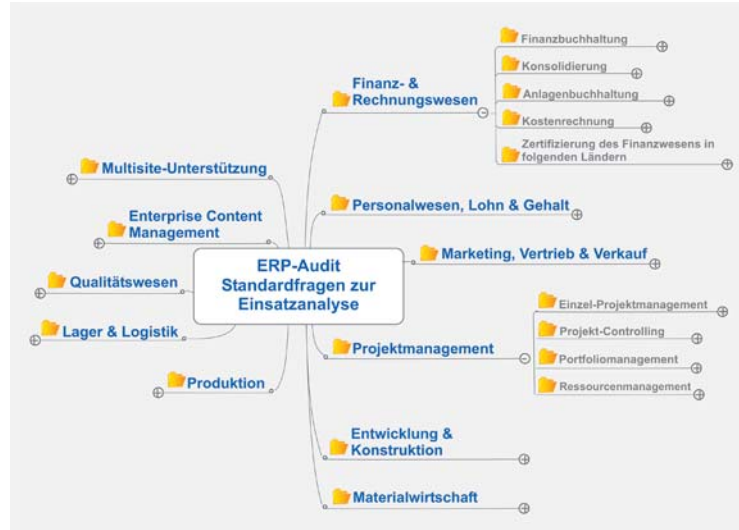 ERP-Audit
Standardfragen zur
Einsatzanalyse
Finanz- &
Rechnungswesen
Finanzbuchhaltung
Konsolidierung
Anlagenbuchhaltung
Kostenrechnung
Zertifizierung des Finanzwesens in
folgenden Ländern
Personalwesen, Lohn & Gehalt
Marketing, Vertrieb & Verkauf
Projektmanagement
Einzel-Projektmanagement
Projekt-Controlling
Portfoliomanagement
Ressourcenmanagement
Entwicklung &
Konstruktion
Materialwirtschaft
Multisite-Unterstützung
Enterprise Content
Management
Qualitätswesen
Lager & Logistik
Produktion